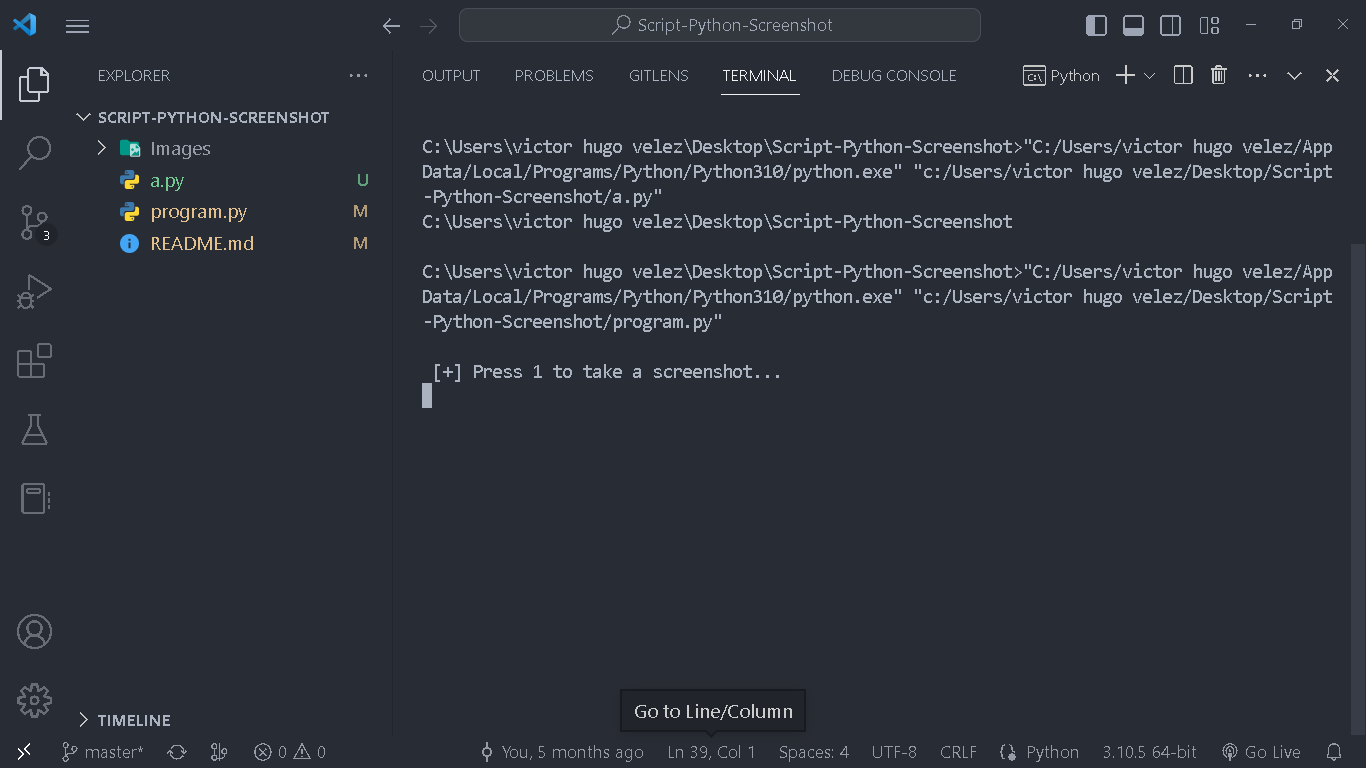 Script-Python-Screenshot
EXPLORER
SCRIPT-PYTHON-SCREENSHOT
Images
a.py U
program.py M
README.md M
TIMELINE
OUTPUT PROBLEMS GITLENS TERMINAL DEBUG CONSOLE Python
C:\Users\victor hugo velez\Desktop\Script-Python-Screenshot>"C:/Users/victor hugo velez/App
Data/Local/Programs/Python/Python310/python.exe" "c:/Users/victor hugo velez/Desktop/Script
-Python-Screenshot/a.py"
C:\Users\victor hugo velez\Desktop\Script-Python-Screenshot
C:\Users\victor hugo velez\Desktop\Script-Python-Screenshot>"C:/Users/victor hugo velez/App
Data/Local/Programs/Python/Python310/python.exe" "c:/Users/victor hugo velez/Desktop/Script
-Python-Screenshot/program.py"
[+] Press 1 to take a screenshot...
3
Go to Line/Column
master* 0 0 You, 5 months ago Ln 39, Col 1 Spaces: 4 UTF-8 CRLF Python 3.10.5 64-bit Go Live